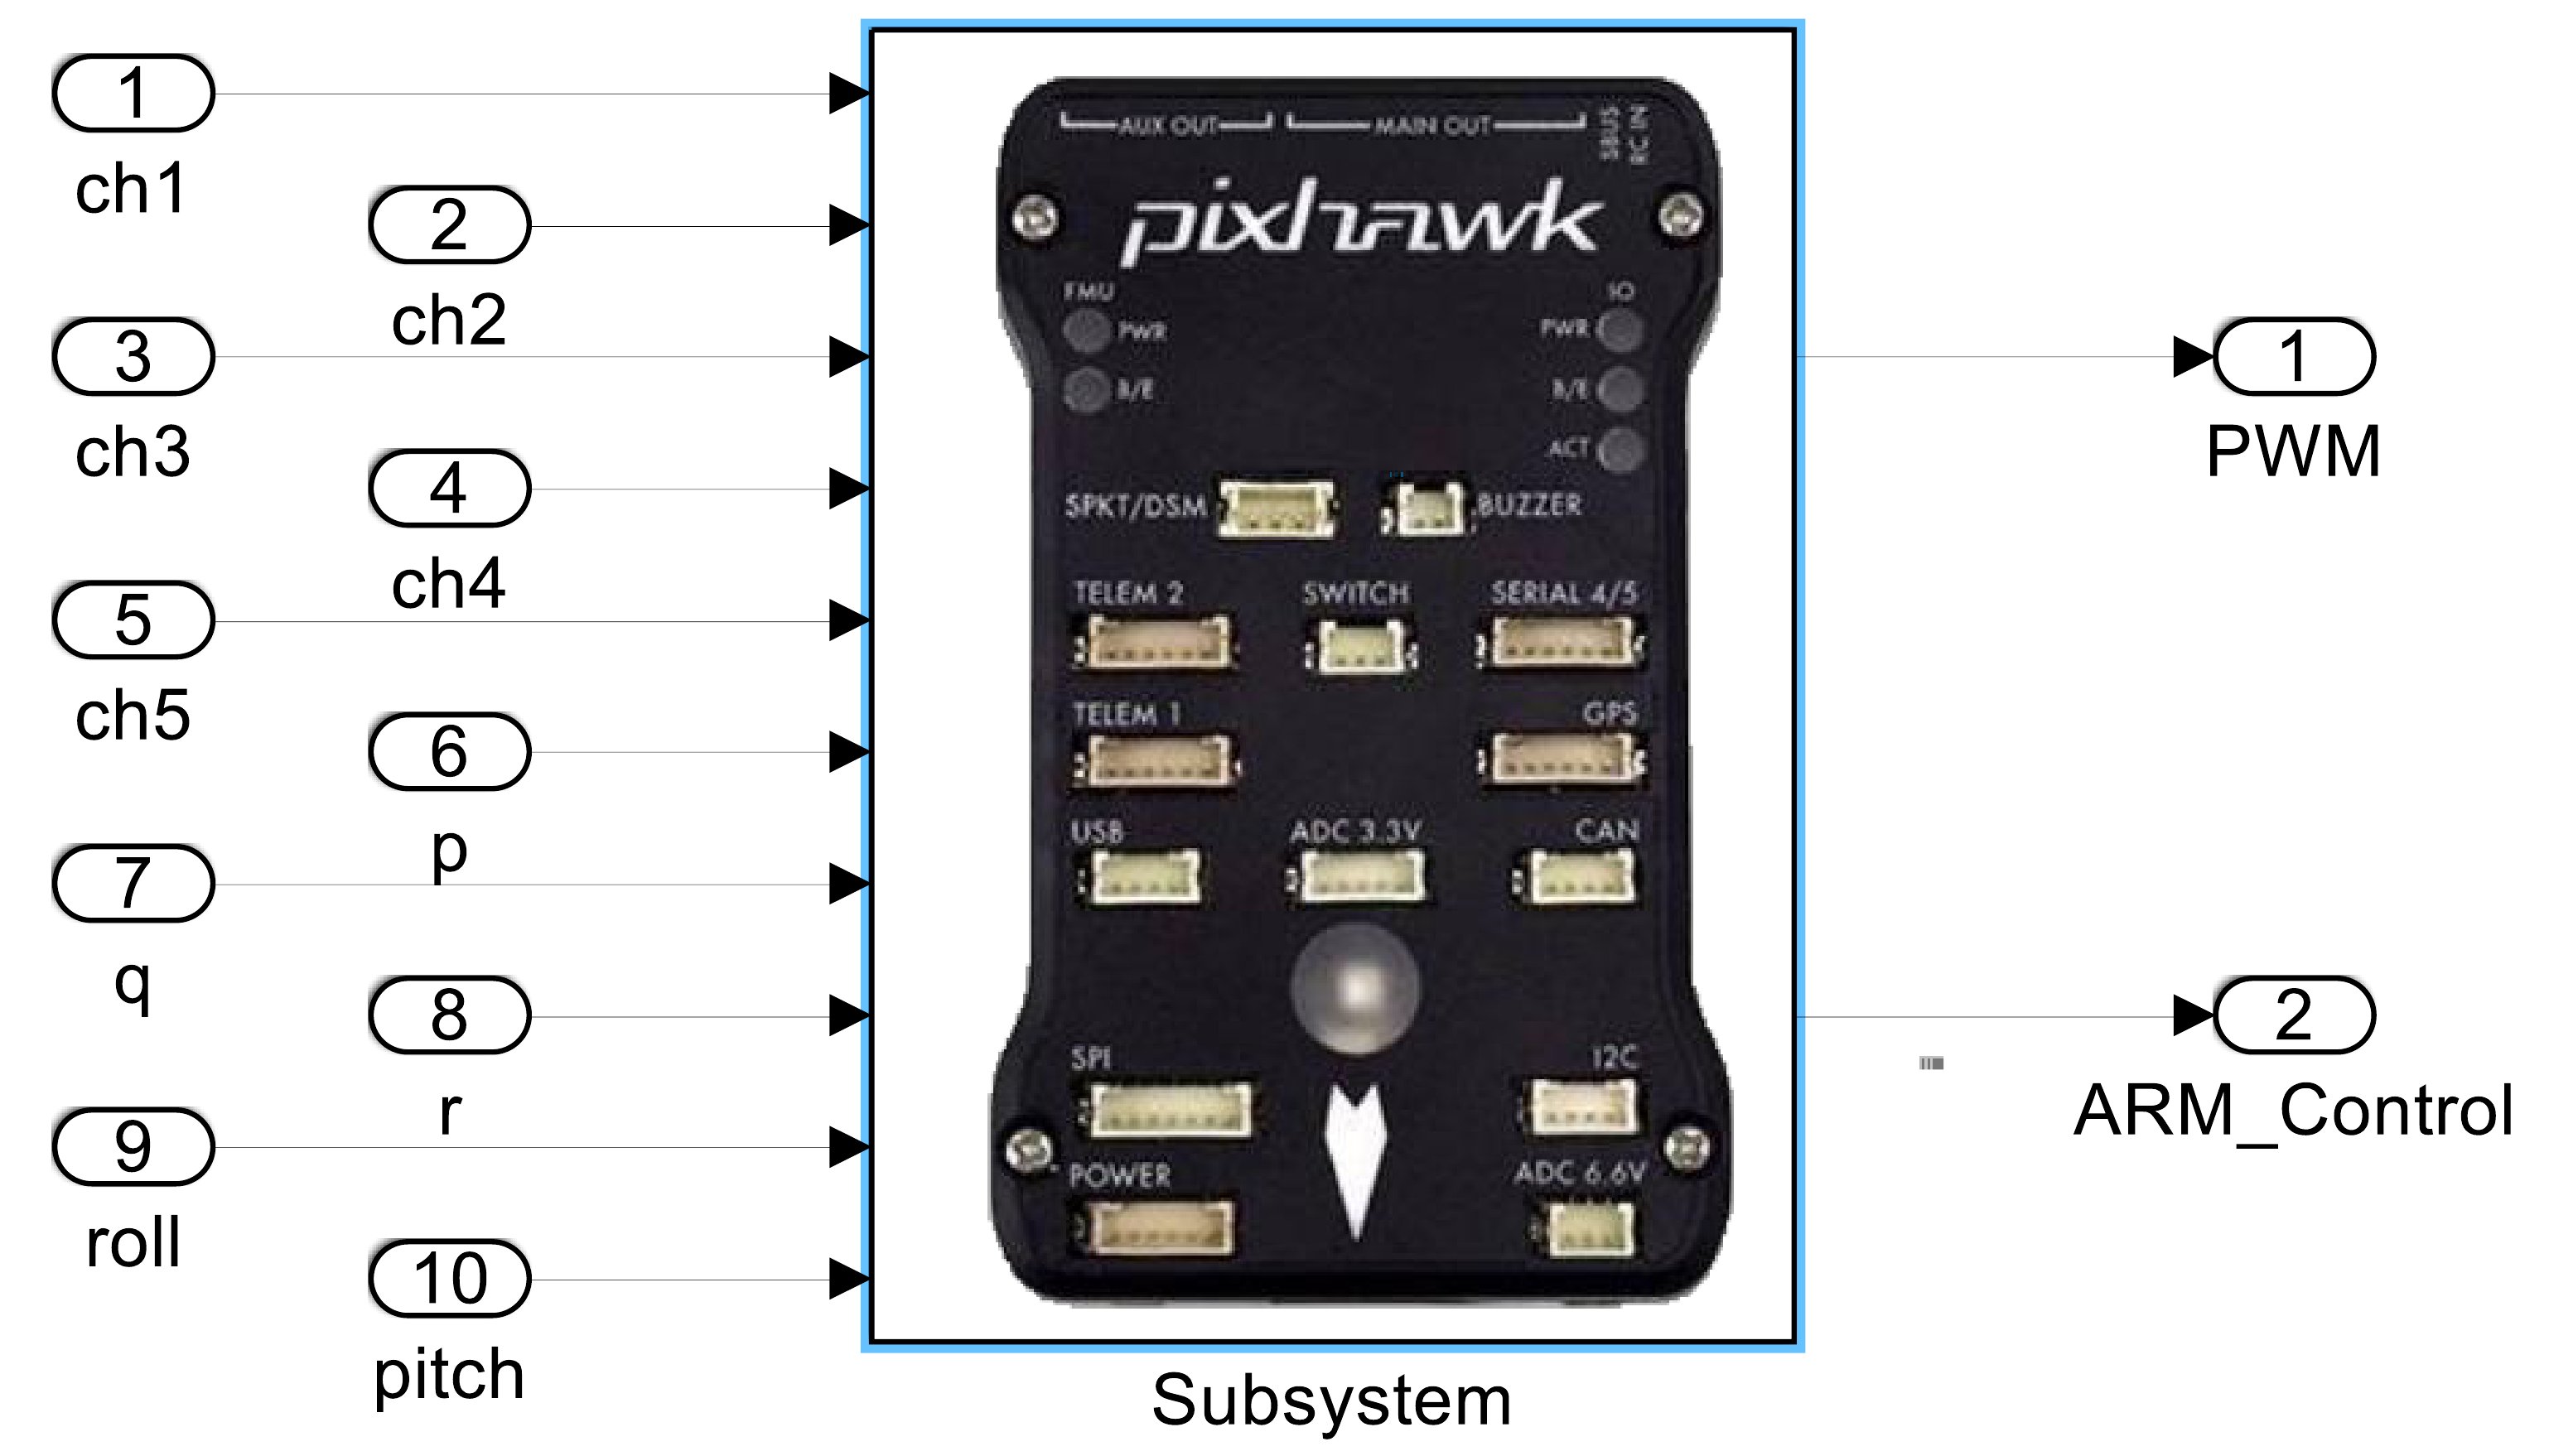 1
ch1
2
ch2
3
ch3
4
ch4
5
ch5
6
p
7
q
8
r
9
roll
10
pitch
AUX OUT
MAIN OUT
SBUS
RC IN
pixhawk
FMU
PWR
B/E
IO
PWR
B/E
ACT
SPKT/DSM
BUZZER
TELEM 2
SWITCH
SERIAL 4/5
TELEM 1
GPS
USB
ADC 3.3V
CAN
SPI
I2C
POWER
ADC 6.6V
Subsystem
1
PWM
2
ARM_Control